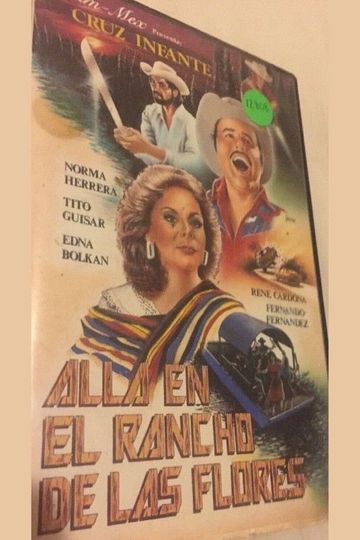 -Mex
Presenta:
CRUZ INFANTE
NORMA
HERRERA
TITO
GUISAR
EDNA
BOLKAN
RENE CARDONA
FERNANDO
FERNANDEZ
ALLA EN
EL RANCHO
DE LAS FLORES